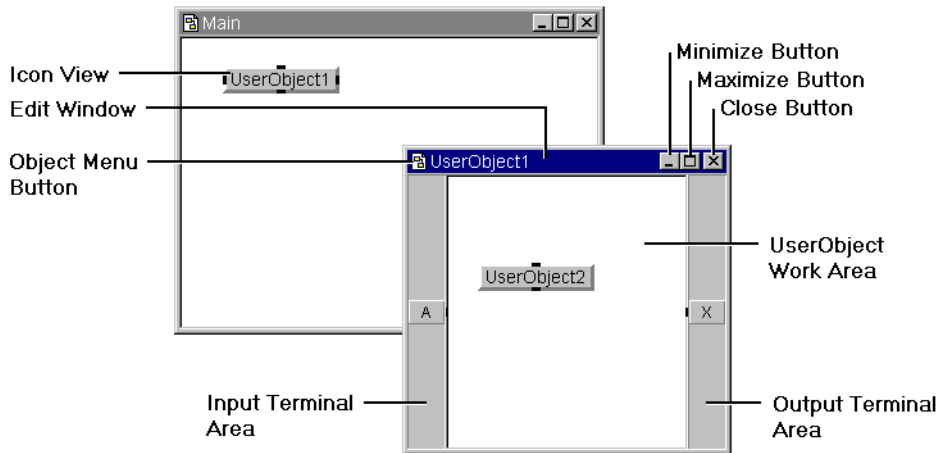 Main
Icon View
UserObject1
Minimize Button
Maximize Button
Edit Window
Close Button
Object Menu
Button
UserObject1
UserObject
Work Area
UserObject2
A
X
Input Terminal
Area
Output Terminal
Area